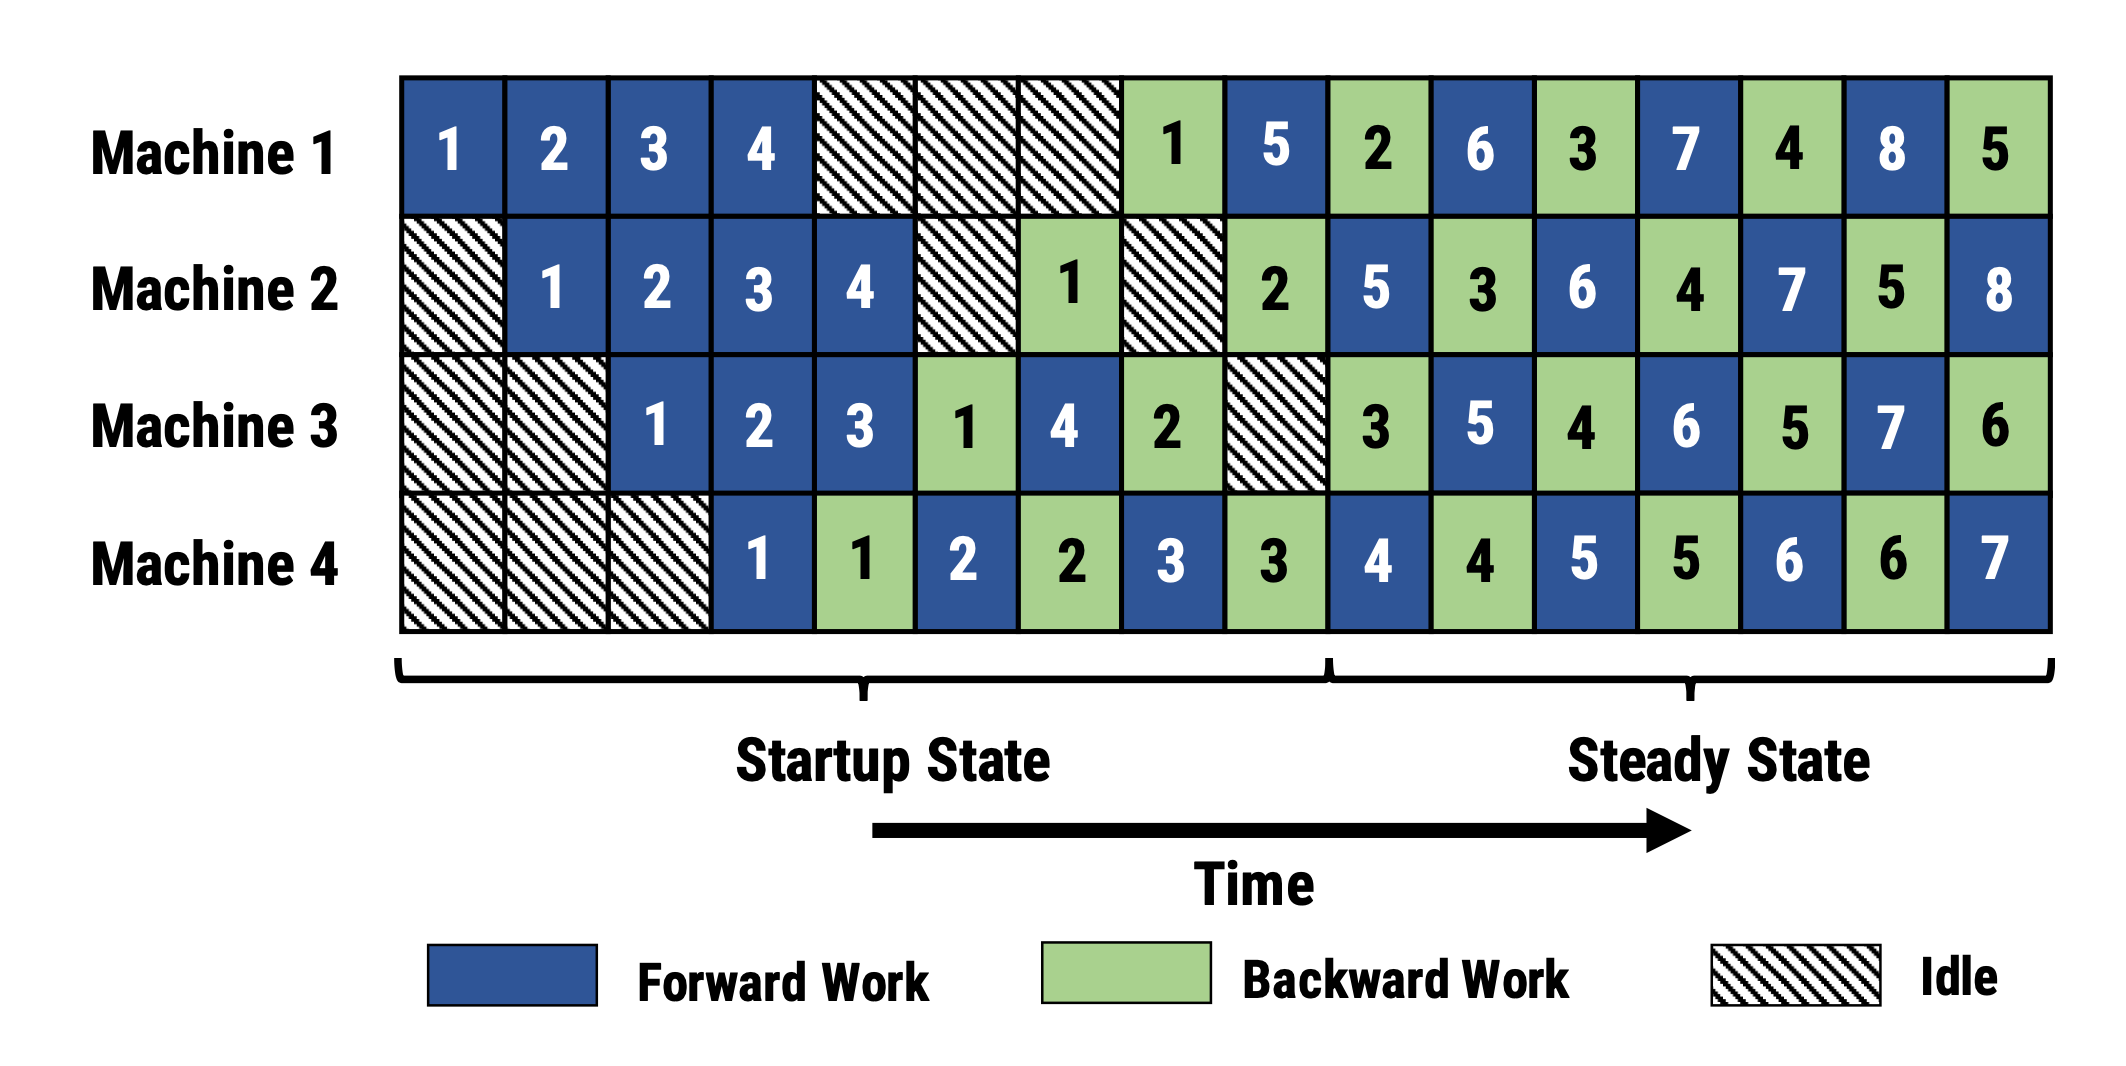 Machine 1 1 2 3 4 1 5 2 6 3 7 4 8 5
Machine 2 1 2 3 4 1 2 5 3 6 4 7 5 8
Machine 3 1 2 3 1 4 2 3 5 4 6 5 7 6
Machine 4 1 1 2 2 3 3 4 4 5 5 6 6 7
Startup State Steady State
Time
Forward Work Backward Work Idle